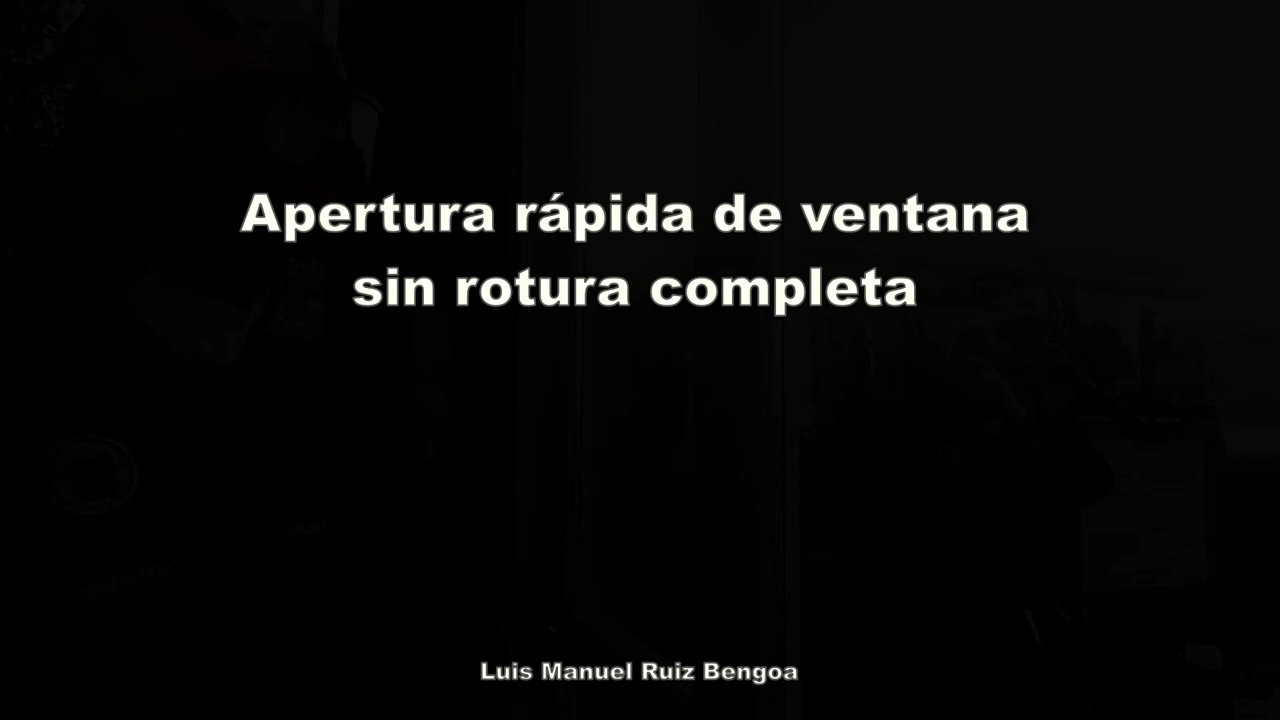 Apertura rápida de ventana
sin rotura completa
Luis Manuel Ruiz Bengoa